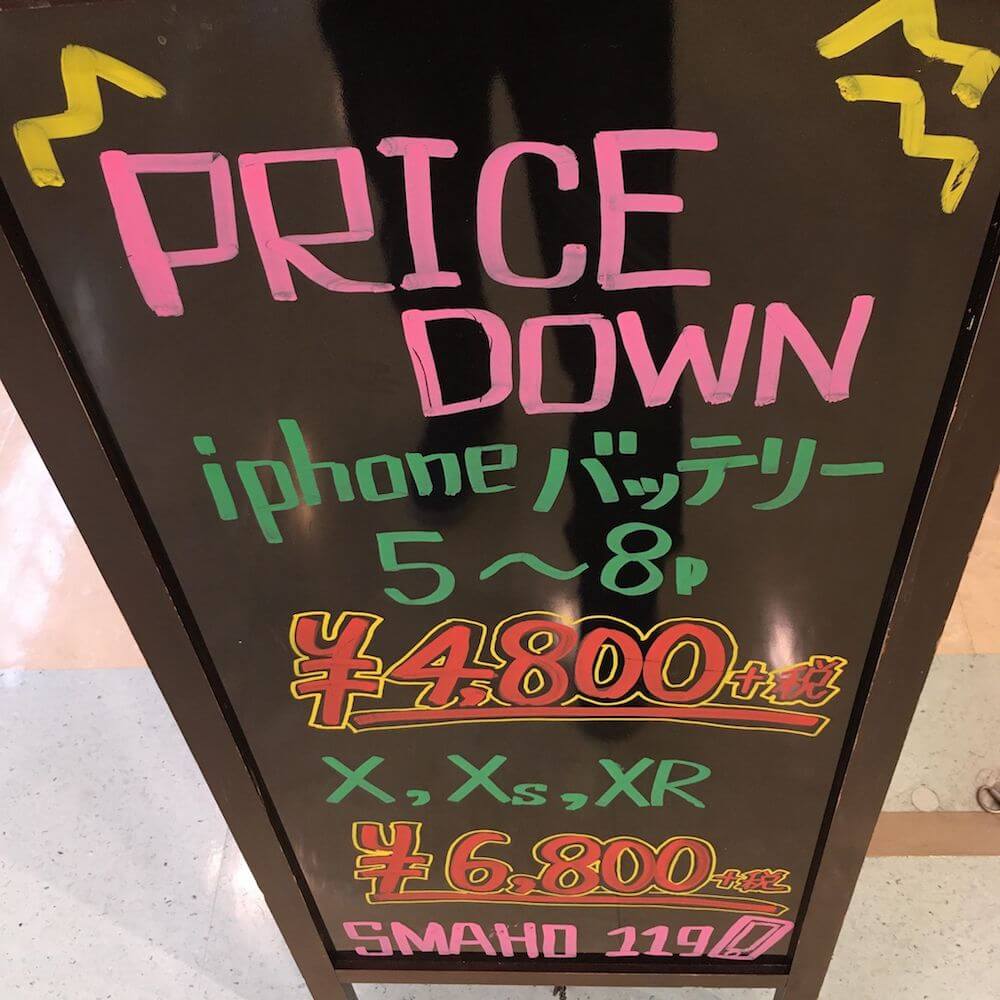 PRICE
DOWN
iphone バッテリー
5〜8p
¥4,800+税
X, Xs, XR
¥6,800+税
SMAHO 119